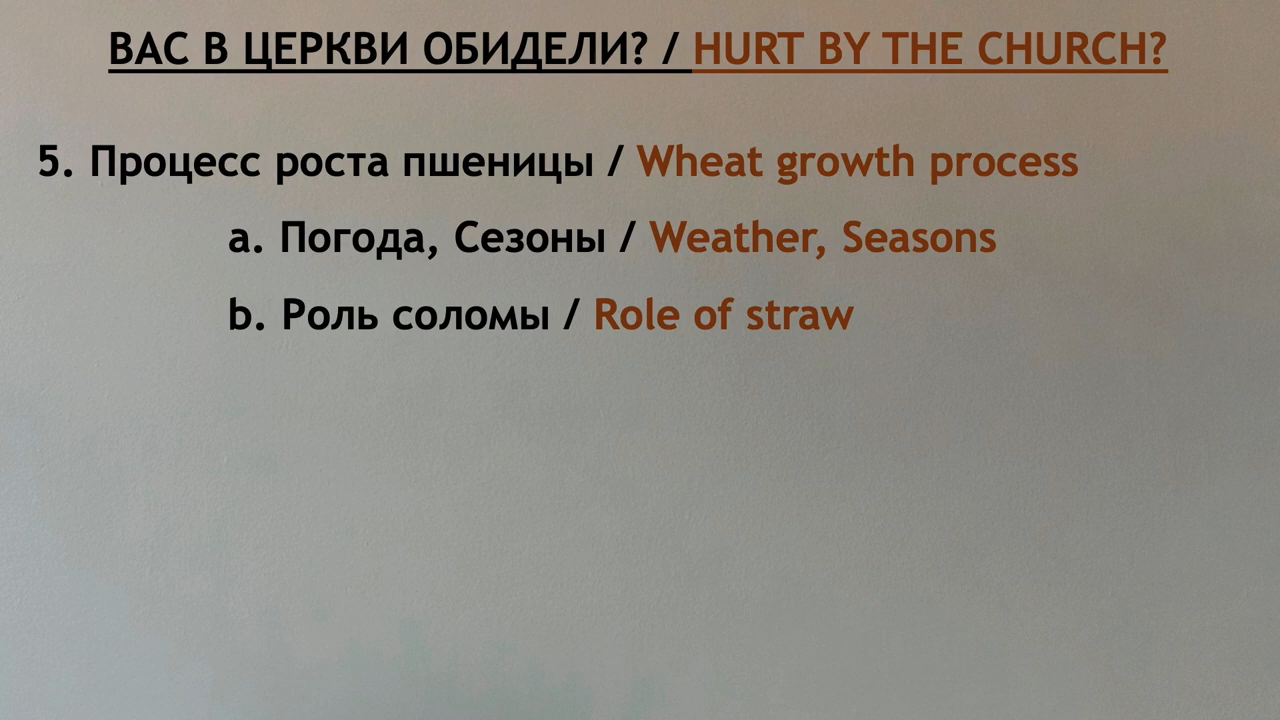 ВАС В ЦЕРКВИ ОБИДЕЛИ? / HURT BY THE CHURCH?
5. Процесс роста пшеницы / Wheat growth process
a. Погода, Сезоны / Weather, Seasons
b. Роль соломы / Role of straw